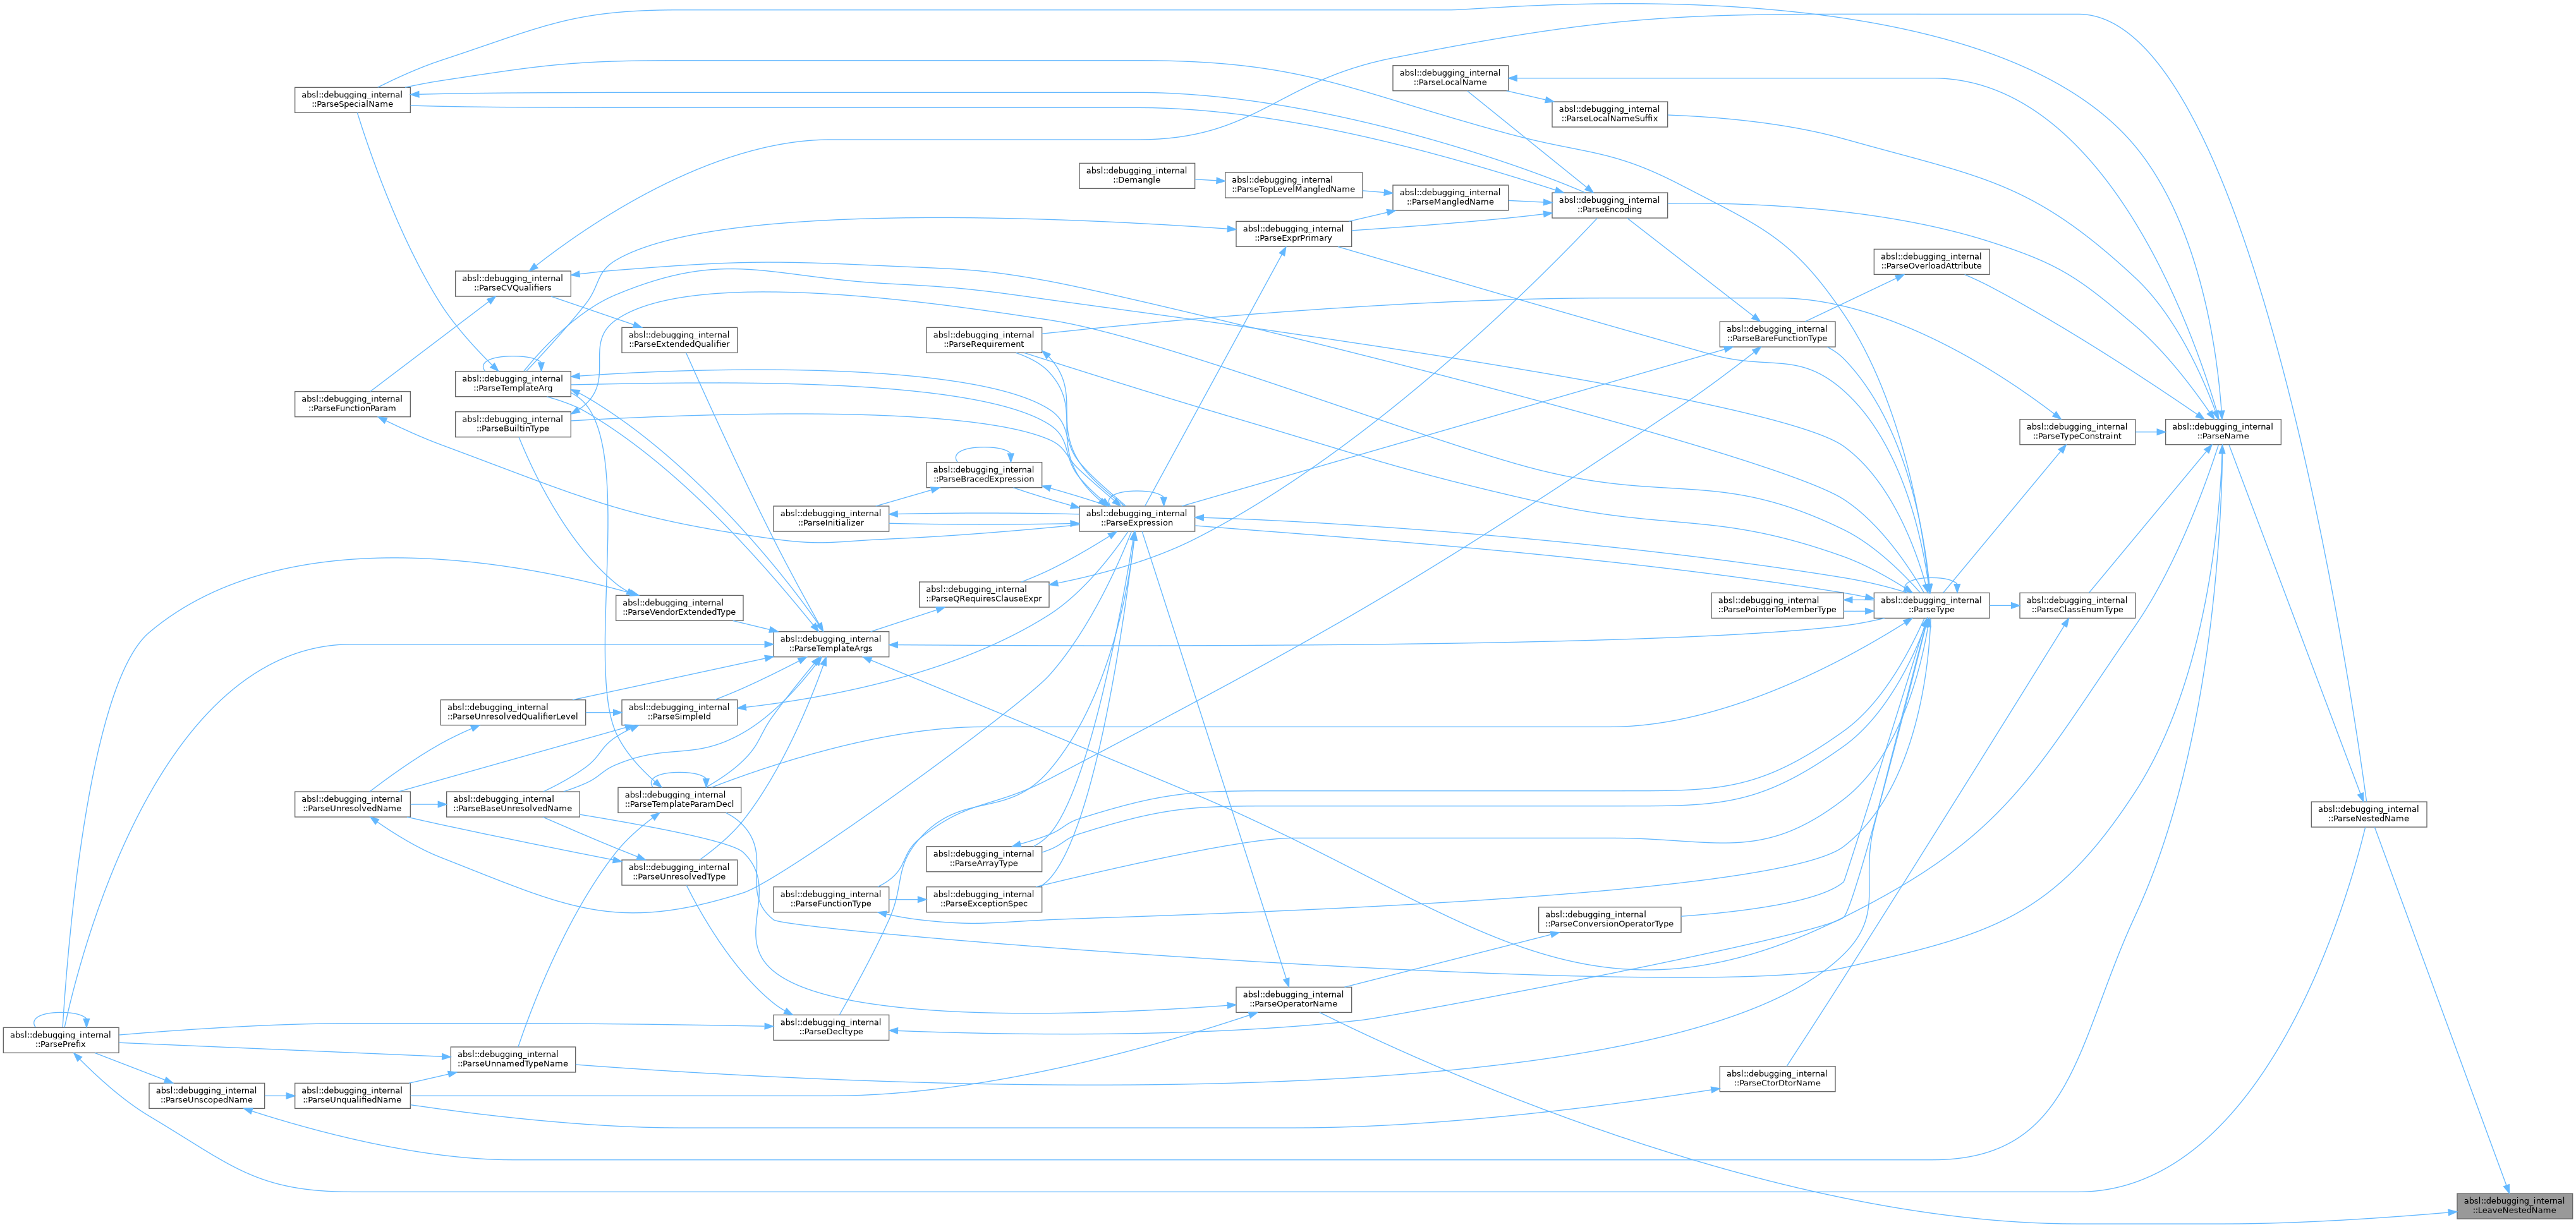 absl::debugging_internal
::ParseLocalName
absl::debugging_internal
::ParseSpecialName
absl::debugging_internal
::ParseLocalNameSuffix
absl::debugging_internal
::Demangle
absl::debugging_internal
::ParseTopLevelMangledName
absl::debugging_internal
::ParseMangledName
absl::debugging_internal
::ParseEncoding
absl::debugging_internal
::ParseExprPrimary
absl::debugging_internal
::ParseOverloadAttribute
absl::debugging_internal
::ParseCVQualifiers
absl::debugging_internal
::ParseBareFunctionType
absl::debugging_internal
::ParseExtendedQualifier
absl::debugging_internal
::ParseRequirement
absl::debugging_internal
::ParseTemplateArg
absl::debugging_internal
::ParseFunctionParam
absl::debugging_internal
::ParseBuiltinType
absl::debugging_internal
::ParseTypeConstraint
absl::debugging_internal
::ParseName
absl::debugging_internal
::ParseBracedExpression
absl::debugging_internal
::ParseInitializer
absl::debugging_internal
::ParseExpression
absl::debugging_internal
::ParseQRequiresClauseExpr
absl::debugging_internal
::ParseVendorExtendedType
absl::debugging_internal
::ParsePointerToMemberType
absl::debugging_internal
::ParseType
absl::debugging_internal
::ParseClassEnumType
absl::debugging_internal
::ParseTemplateArgs
absl::debugging_internal
::ParseUnresolvedQualifierLevel
absl::debugging_internal
::ParseSimpleId
absl::debugging_internal
::ParseUnresolvedName
absl::debugging_internal
::ParseBaseUnresolvedName
absl::debugging_internal
::ParseTemplateParamDecl
absl::debugging_internal
::ParseNestedName
absl::debugging_internal
::ParseUnresolvedType
absl::debugging_internal
::ParseArrayType
absl::debugging_internal
::ParseFunctionType
absl::debugging_internal
::ParseExceptionSpec
absl::debugging_internal
::ParseConversionOperatorType
absl::debugging_internal
::ParseOperatorName
absl::debugging_internal
::ParseDecltype
absl::debugging_internal
::ParsePrefix
absl::debugging_internal
::ParseUnnamedTypeName
absl::debugging_internal
::ParseCtorDtorName
absl::debugging_internal
::ParseUnscopedName
absl::debugging_internal
::ParseUnqualifiedName
absl::debugging_internal
::LeaveNestedName